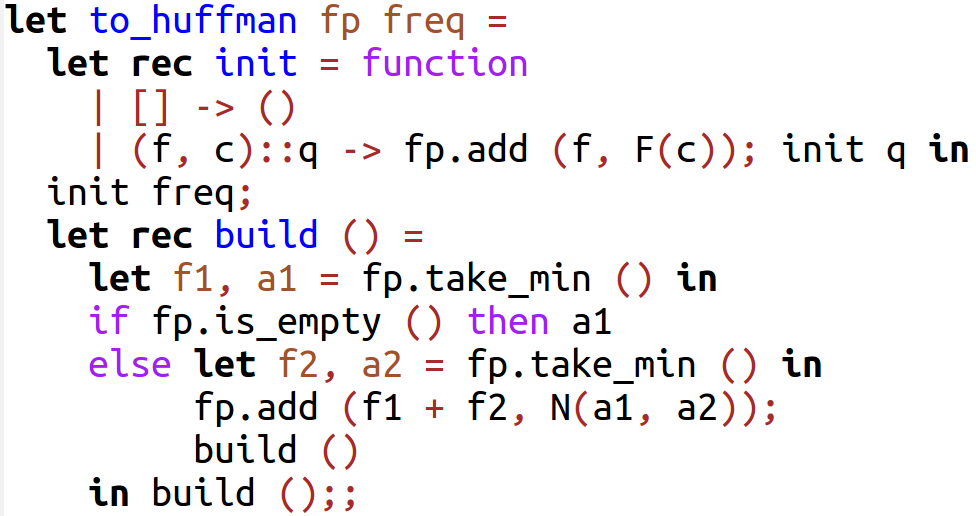 let to_huffman fp freq =
  let rec init = function
    | [] -> ()
    | (f, c)::q -> fp.add (f, F(c)); init q in
  init freq;
  let rec build () =
    let f1, a1 = fp.take_min () in
    if fp.is_empty () then a1
    else let f2, a2 = fp.take_min () in
         fp.add (f1 + f2, N(a1, a2));
         build ()
    in build ();;